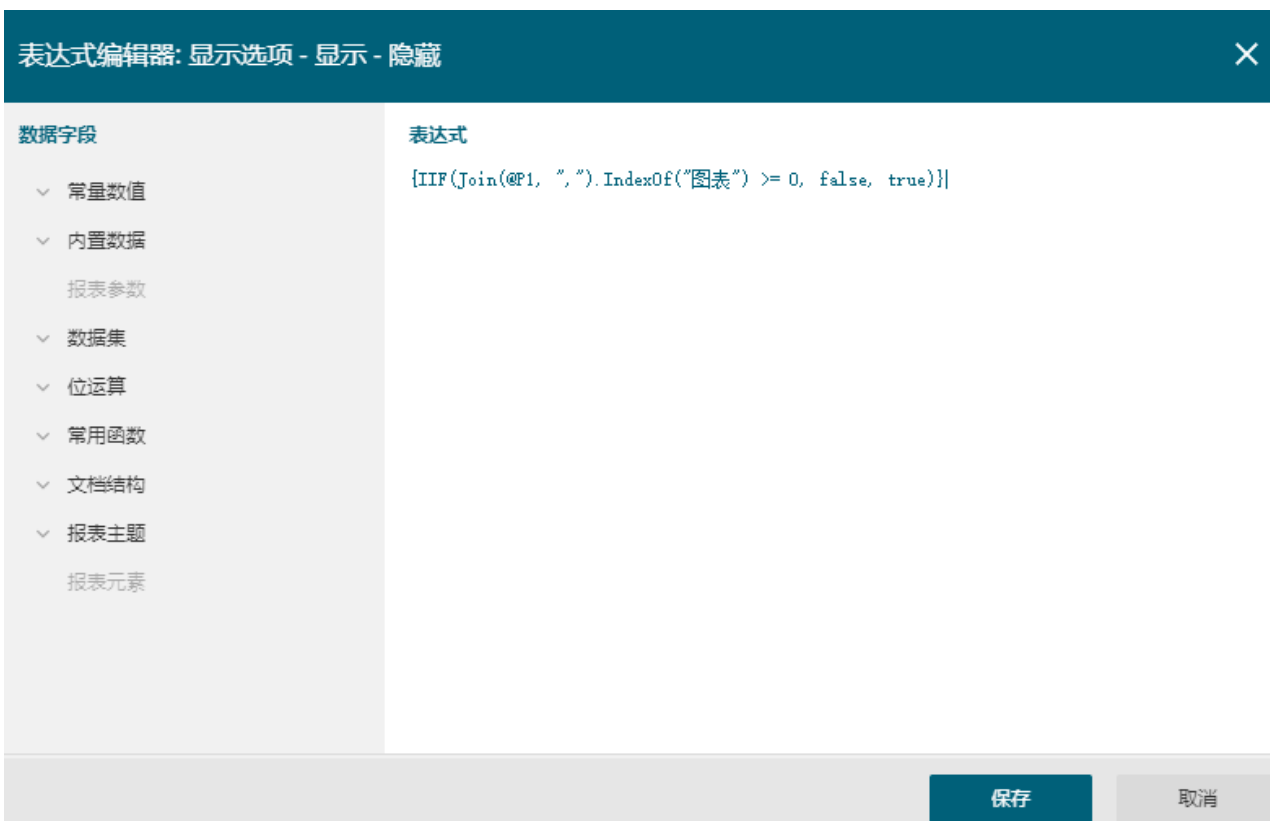 表达式编辑器: 显示选项 - 显示 - 隐藏
数据字段
常量数值
内置数据
报表参数
数据集
位运算
常用函数
文档结构
报表主题
报表元素
表达式
{IIF(Join(@P1, ",").IndexOf("图表") >= 0, false, true)}
保存
取消